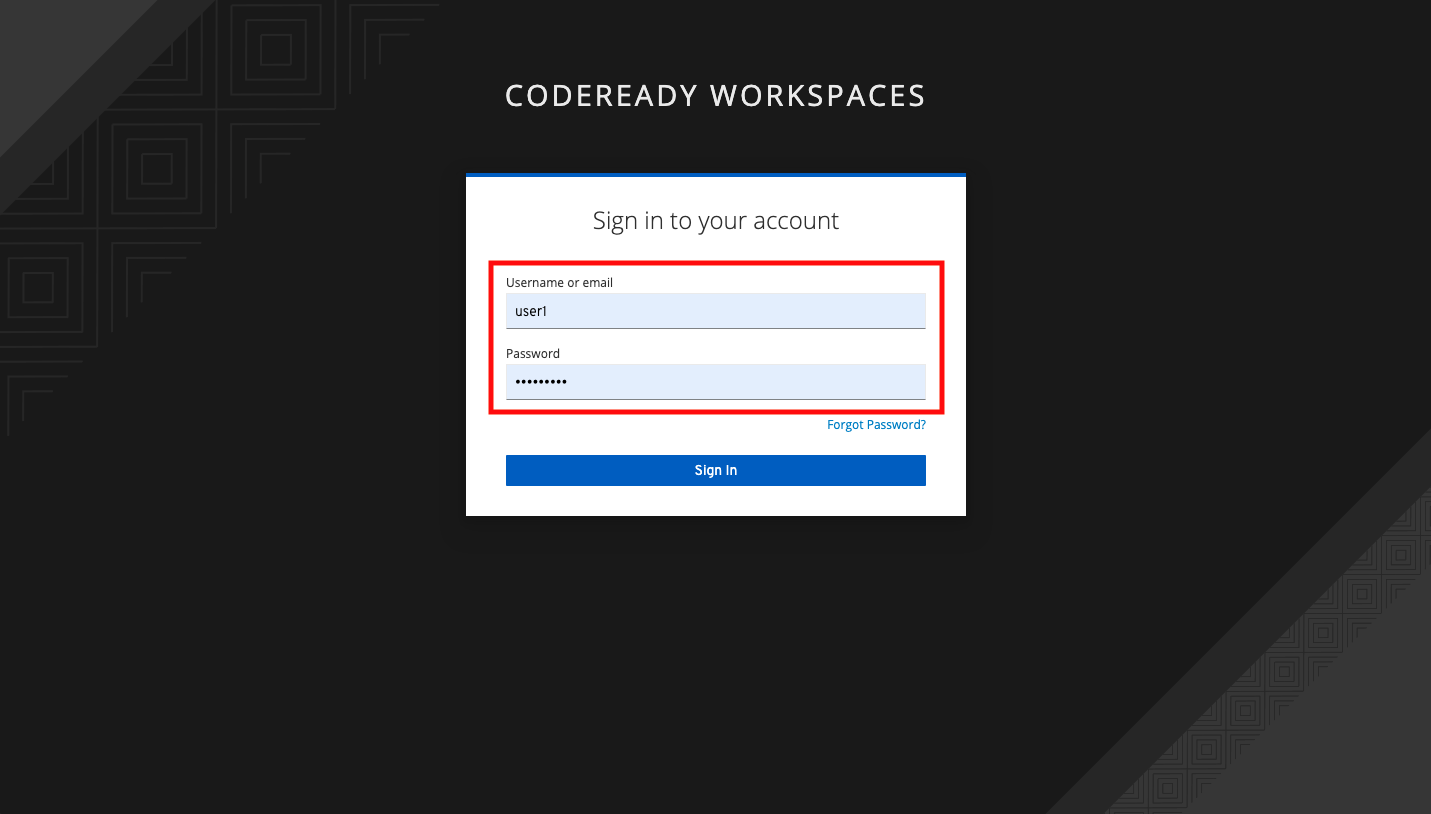 CODEREADY WORKSPACES
Sign in to your account
Username or email
user1
Password
•••••••••
Forgot Password?
Sign In